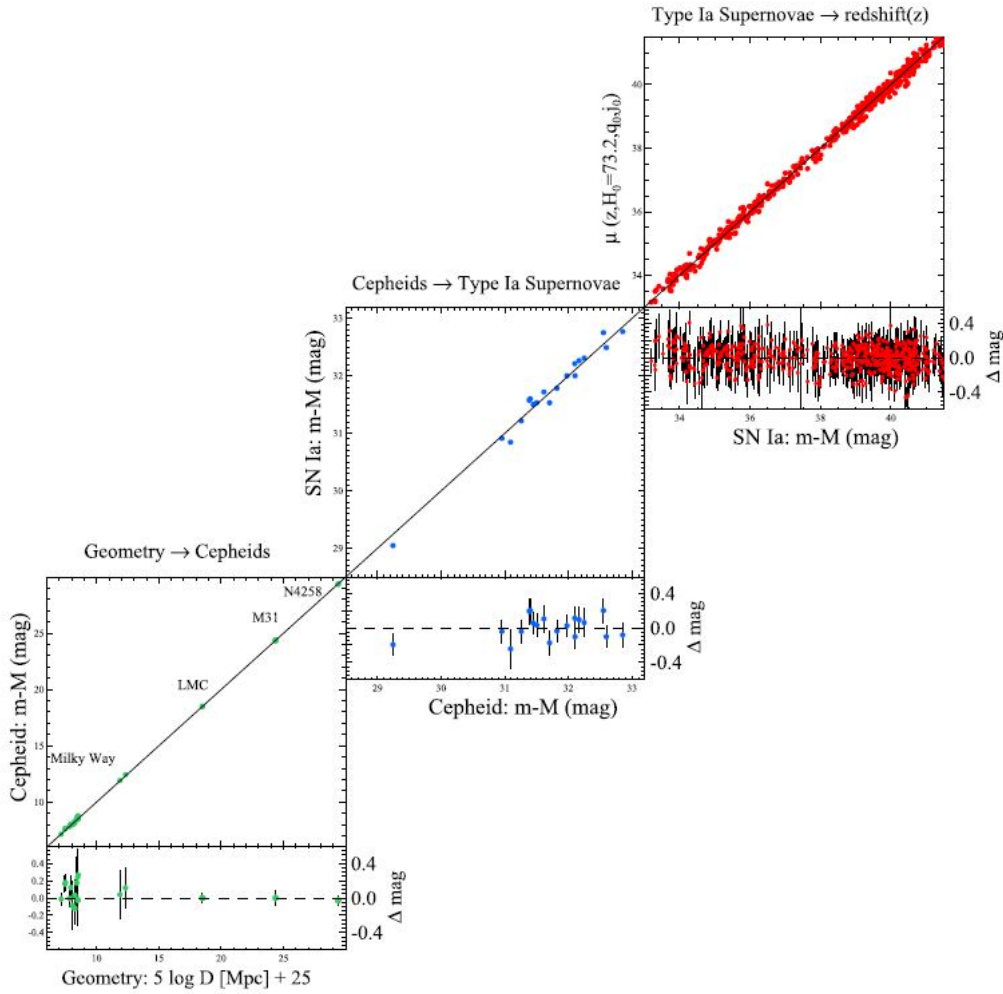 Type Ia Supernovae → redshift(z)
μ (z,H₀=73.2,q₀,j₀)
40
38
36
34
0.4
0.0
-0.4
Δ mag
34
36
38
40
SN Ia: m-M (mag)
Cepheids → Type Ia Supernovae
SN Ia: m-M (mag)
33
32
31
30
29
0.4
0.0
-0.4
Δ mag
29
30
31
32
33
Cepheid: m-M (mag)
Geometry → Cepheids
Cepheid: m-M (mag)
25
20
15
10
N4258
M31
LMC
Milky Way
0.4
0.2
0.0
-0.2
-0.4
0.4
0.0
-0.4
Δ mag
10
15
20
25
Geometry: 5 log D [Mpc] + 25